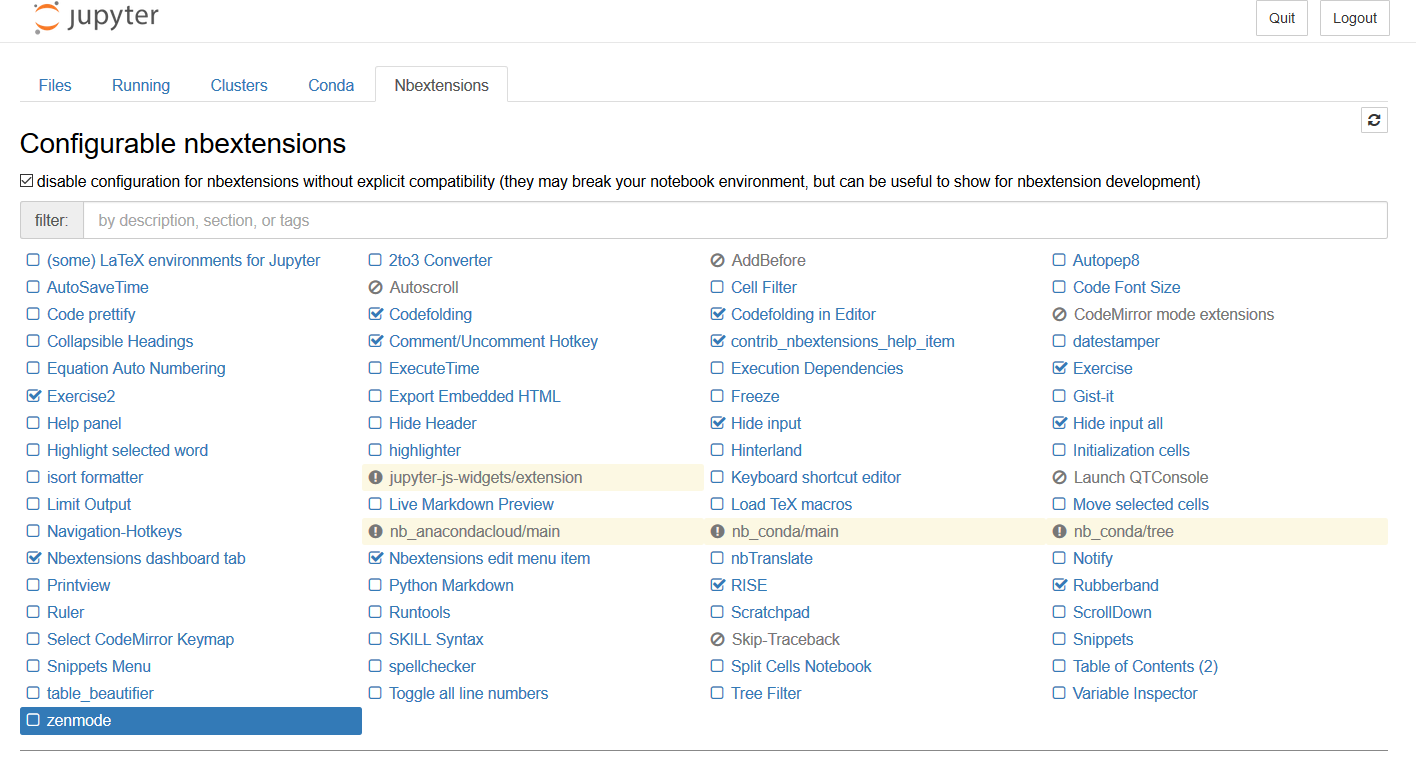 jupyter Quit Logout
Files Running Clusters Conda Nbextensions
Configurable nbextensions
disable configuration for nbextensions without explicit compatibility (they may break your notebook environment, but can be useful to show for nbextension development)
filter: by description, section, or tags
(some) LaTeX environments for Jupyter 2to3 Converter AddBefore Autopep8
AutoSaveTime Autoscroll Cell Filter Code Font Size
Code prettify Codefolding Codefolding in Editor CodeMirror mode extensions
Collapsible Headings Comment/Uncomment Hotkey contrib_nbextensions_help_item datestamper
Equation Auto Numbering ExecuteTime Execution Dependencies Exercise
Exercise2 Export Embedded HTML Freeze Gist-it
Help panel Hide Header Hide input Hide input all
Highlight selected word highlighter Hinterland Initialization cells
isort formatter jupyter-js-widgets/extension Keyboard shortcut editor Launch QTConsole
Limit Output Live Markdown Preview Load TeX macros Move selected cells
Navigation-Hotkeys nb_anacondacloud/main nb_conda/main nb_conda/tree
Nbextensions dashboard tab Nbextensions edit menu item nbTranslate Notify
Printview Python Markdown RISE Rubberband
Ruler Runtools Scratchpad ScrollDown
Select CodeMirror Keymap SKILL Syntax Skip-Traceback Snippets
Snippets Menu spellchecker Split Cells Notebook Table of Contents (2)
table_beautifier Toggle all line numbers Tree Filter Variable Inspector
zenmode